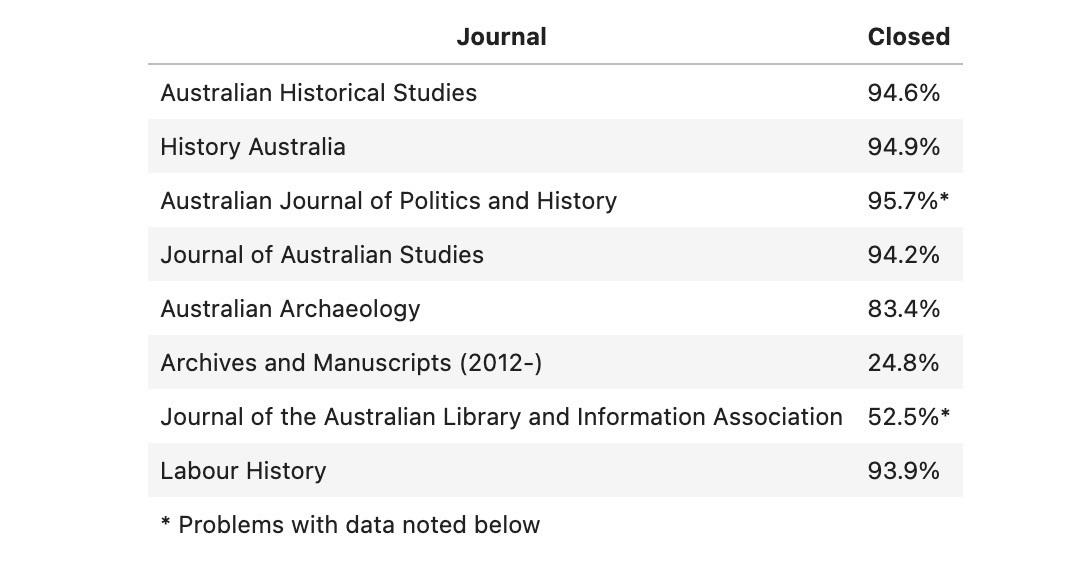 Journal Closed
Australian Historical Studies 94.6%
History Australia 94.9%
Australian Journal of Politics and History 95.7%*
Journal of Australian Studies 94.2%
Australian Archaeology 83.4%
Archives and Manuscripts (2012-) 24.8%
Journal of the Australian Library and Information Association 52.5%*
Labour History 93.9%
* Problems with data noted below